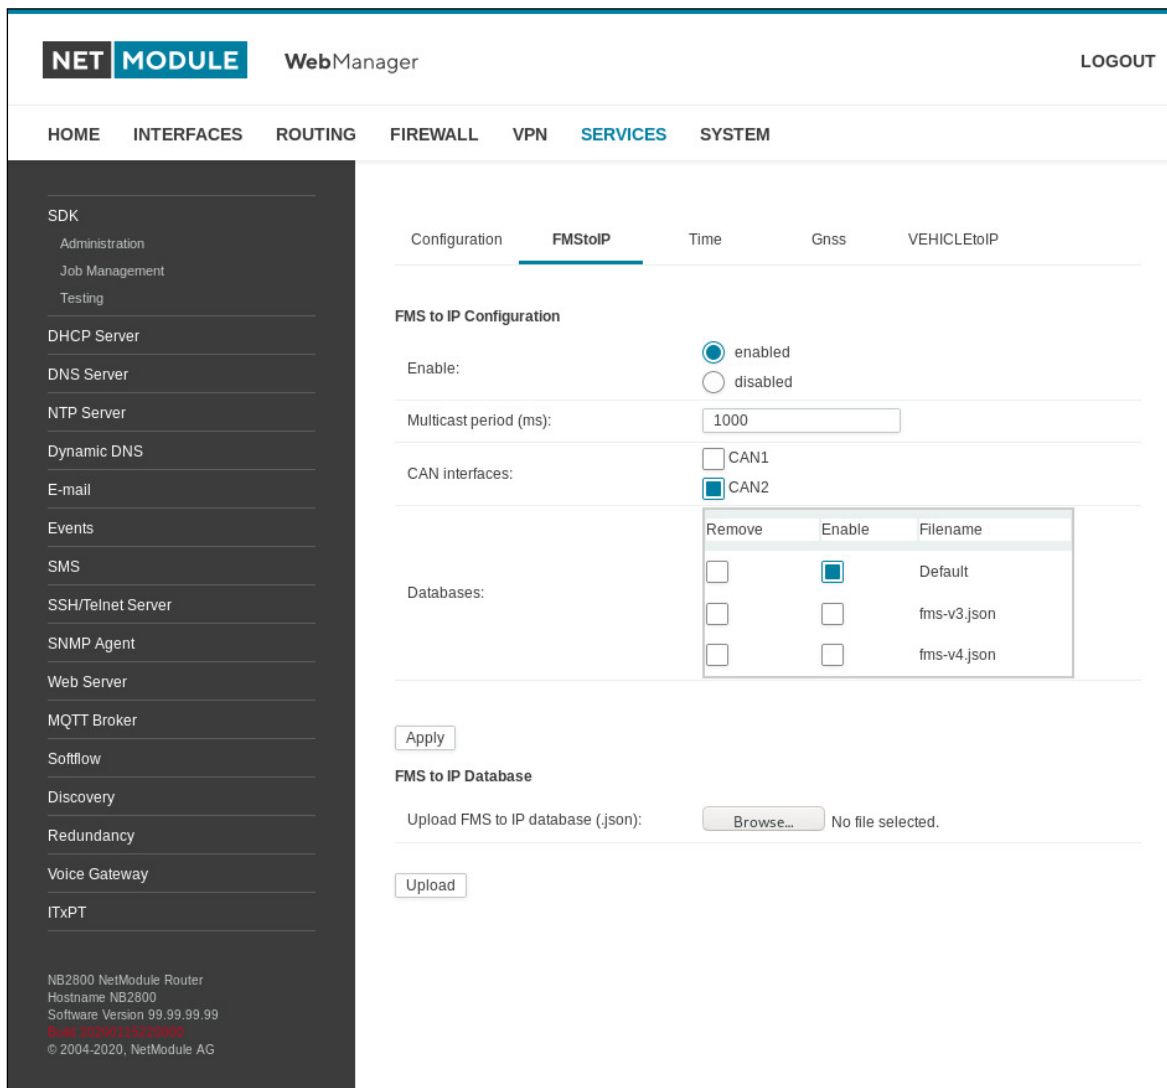 NET MODULE WebManager LOGOUT
HOME INTERFACES ROUTING FIREWALL VPN SERVICES SYSTEM
SDK
Administration
Job Management
Testing
DHCP Server
DNS Server
NTP Server
Dynamic DNS
E-mail
Events
SMS
SSH/Telnet Server
SNMP Agent
Web Server
MQTT Broker
Softflow
Discovery
Redundancy
Voice Gateway
ITxPT
NB2800 NetModule Router
Hostname NB2800
Software Version 99.99.99.99
Build
© 2004-2020, NetModule AG
Configuration FMStoIP Time Gnss VEHICLEtoIP
FMS to IP Configuration
Enable:
enabled
disabled
Multicast period (ms): 1000
CAN interfaces:
CAN1
CAN2
Databases:
Remove Enable Filename
Default
fms-v3.json
fms-v4.json
Apply
FMS to IP Database
Upload FMS to IP database (.json): Browse... No file selected.
Upload